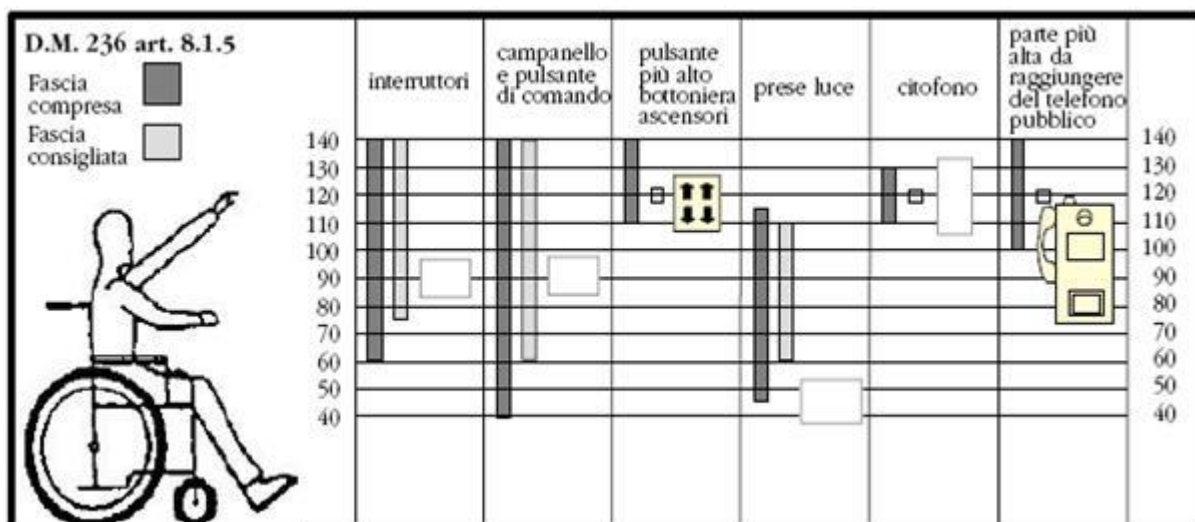 D.M. 236 art. 8.1.5
Fascia
compresa
Fascia
consigliata
interruttori
campanello
e pulsante
di comando
pulsante
più alto
bottoniera
ascensori
prese luce
citofono
parte più
alta da
raggiungere
del telefono
pubblico
140
130
120
110
100
90
80
70
60
50
40
140
130
120
110
100
90
80
70
60
50
40